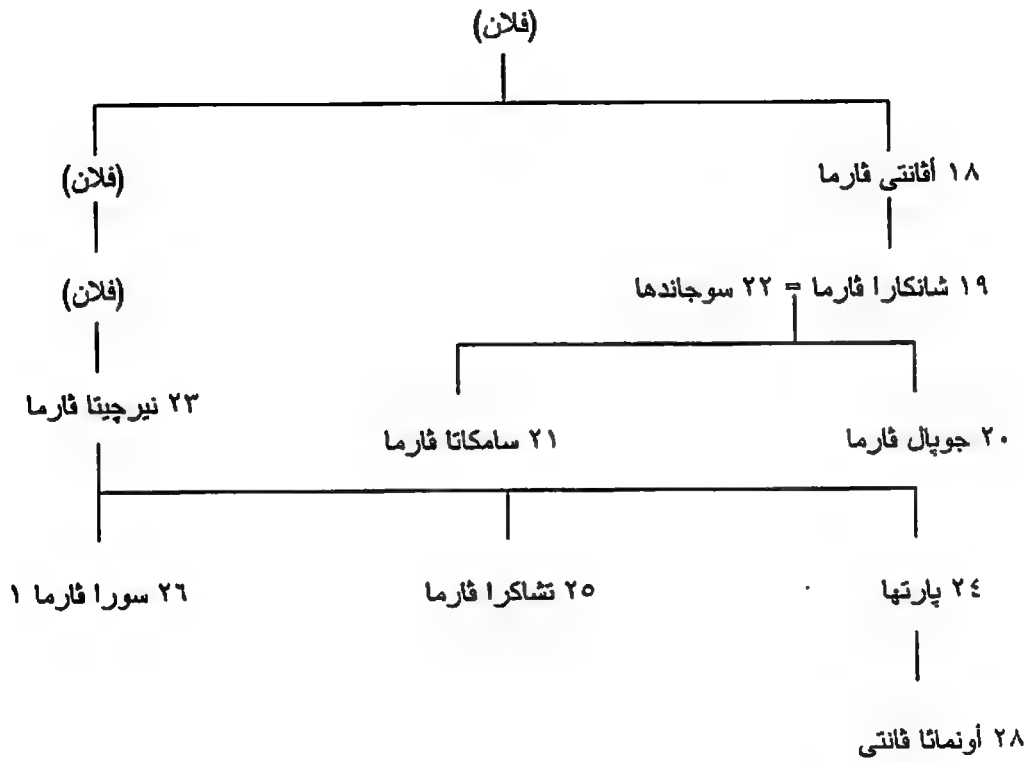 (فلان)
١٨ أڤانتى ڤارما
(فلان)
١٩ شانكارا ڤارما = ٢٢ سوجاندها
(فلان)
٢٣ نيرچيتا ڤارما
٢٠ جوپال ڤارما
٢١ سامكاتا ڤارما
٢٤ پارتها
٢٥ تشاكرا ڤارما
٢٦ سورا ڤارما ١
٢٨ أونماتا ڤانتى